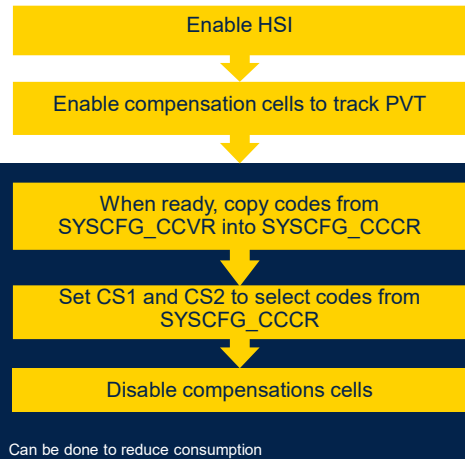 Enable HSI
Enable compensation cells to track PVT
When ready, copy codes from
SYSCFG_CCVR into SYSCFG_CCCR
Set CS1 and CS2 to select codes from
SYSCFG_CCCR
Disable compensations cells
Can be done to reduce consumption